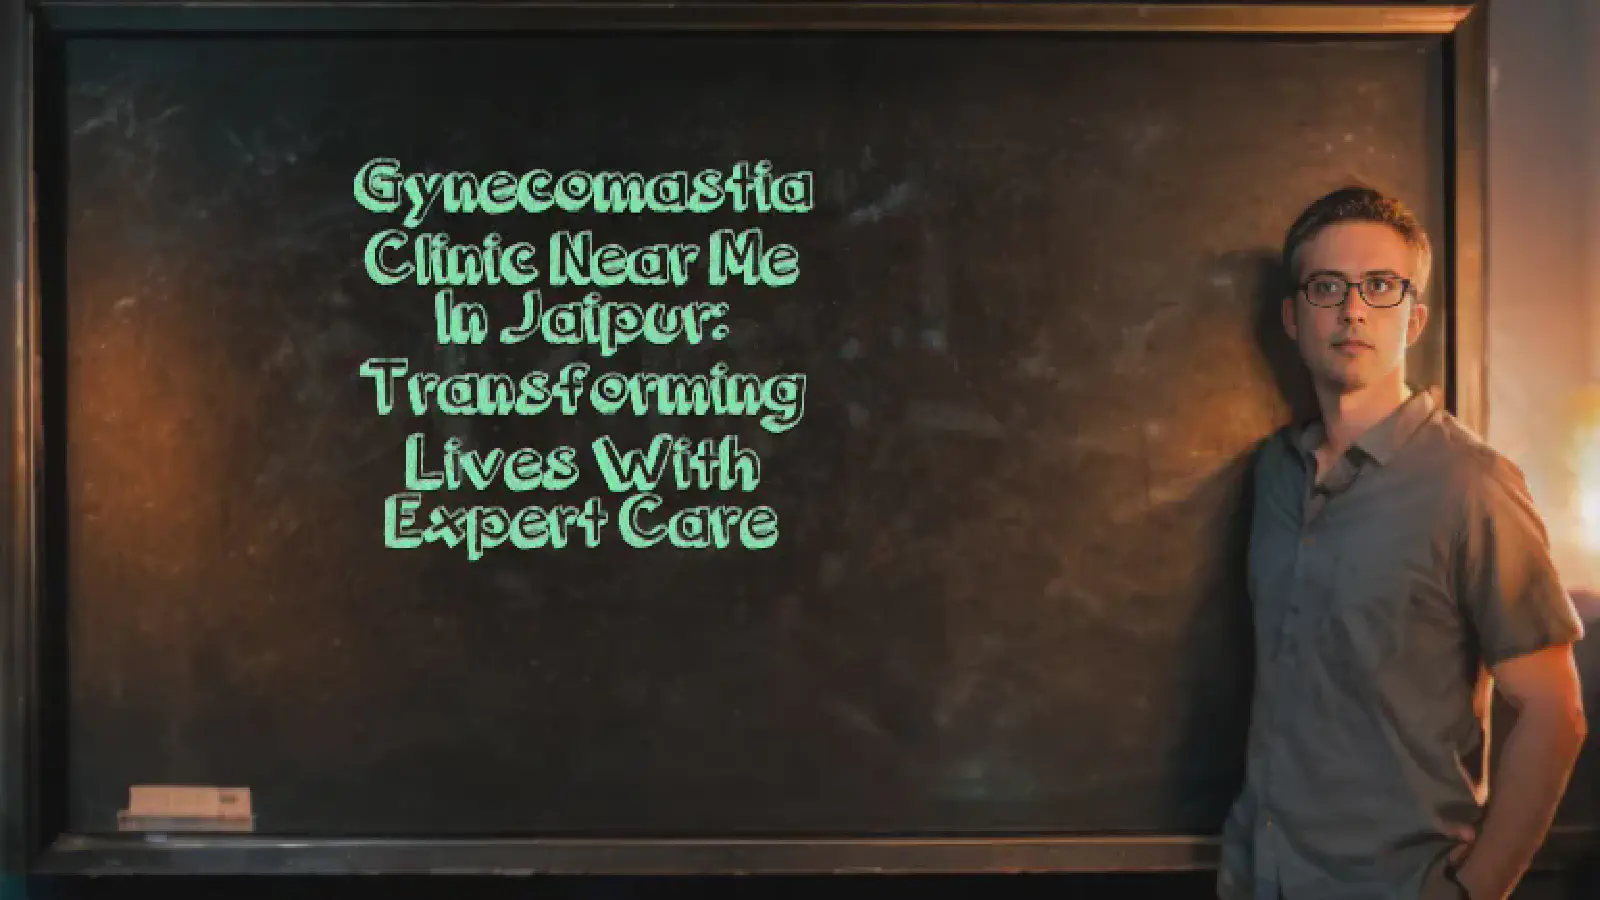 Gynecomastia
Clinic Near Me
In Jaipur:
Transforming
Lives With
Expert Care